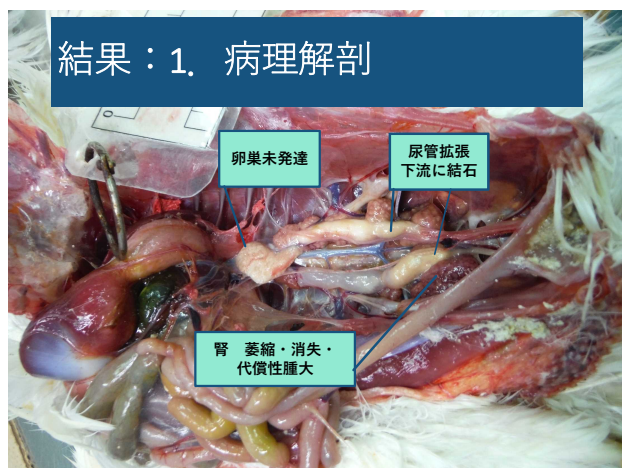 結果：1．病理解剖
卵巣未発達
尿管拡張
下流に結石
腎　萎縮・消失・
代償性腫大